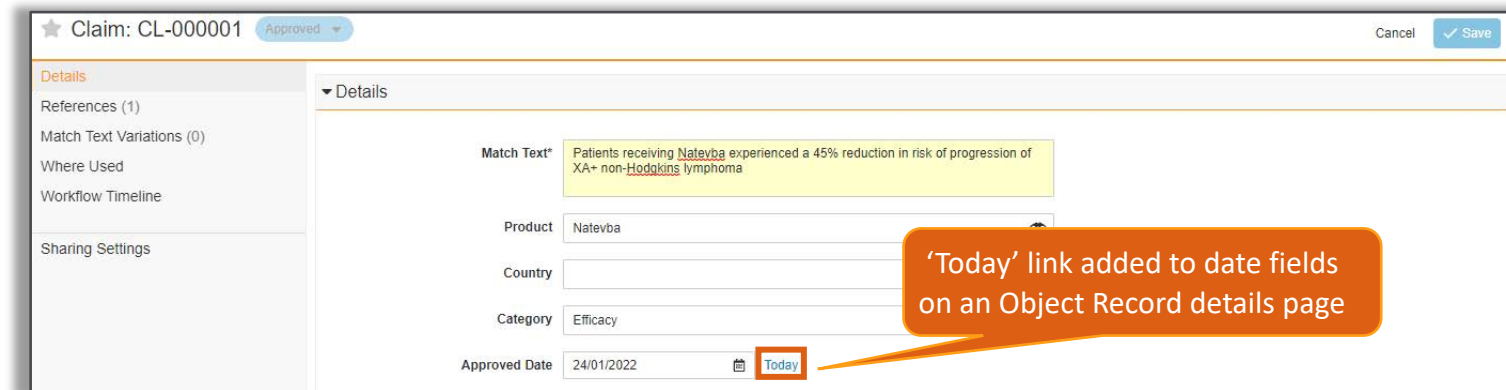 Claim: CL-000001 Approved
Cancel Save
Details
References (1)
Match Text Variations (0)
Where Used
Workflow Timeline
Sharing Settings
Details
Match Text* Patients receiving Natevba experienced a 45% reduction in risk of progression of
XA+ non-Hodgkins lymphoma
Product Natevba
Country
Category Efficacy
Approved Date 24/01/2022 Today
‘Today’ link added to date fields
on an Object Record details page